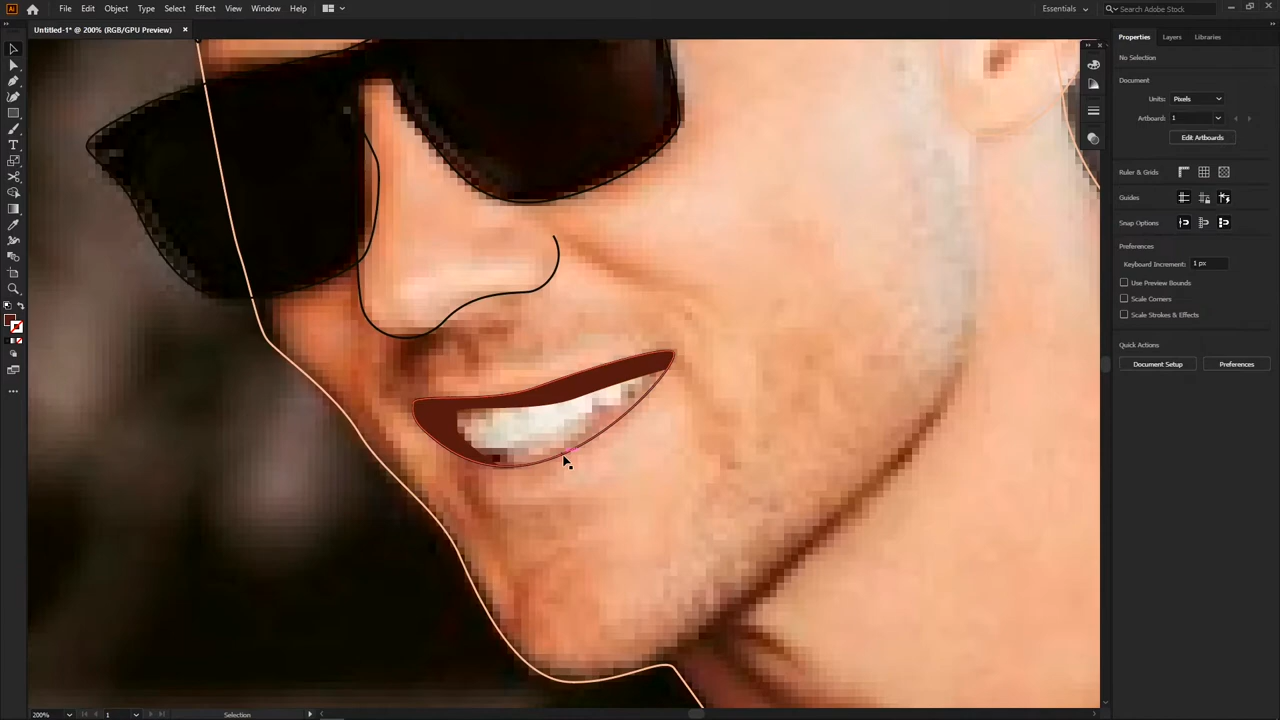 Ai File Edit Object Type Select Effect View Window Help Essentials Search Adobe Stock
Untitled-1* @ 200% (RGB/GPU Preview)
Properties Layers Libraries
No Selection
Document
Units: Pixels
Artboard: 1
Edit Artboards
Ruler & Grids
Guides
Snap Options
Preferences
Keyboard Increment: 1 px
Use Preview Bounds
Scale Corners
Scale Strokes & Effects
Quick Actions
Document Setup Preferences
200% 1 Selection